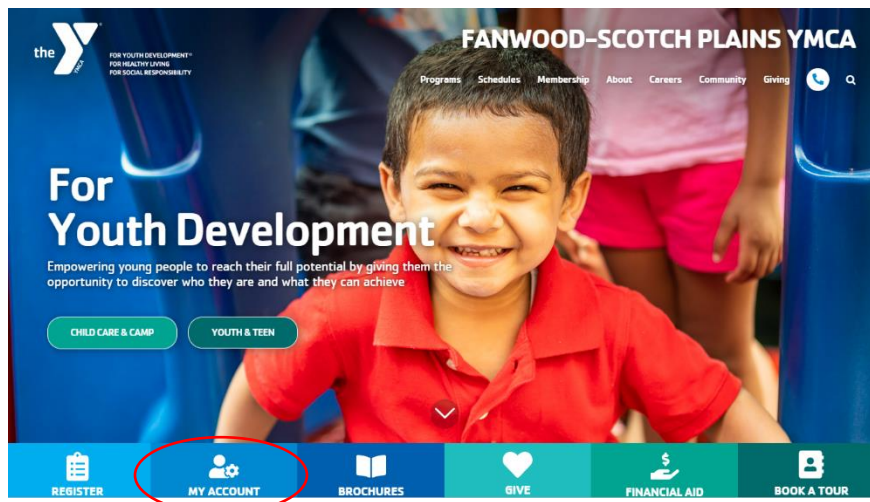 FANWOOD-SCOTCH PLAINS YMCA
the Y
YMCA
FOR YOUTH DEVELOPMENT®
FOR HEALTHY LIVING
FOR SOCIAL RESPONSIBILITY
Programs Schedules Membership About Careers Community Giving
For
Youth Development
Empowering young people to reach their full potential by giving them the
opportunity to discover who they are and what they can achieve
CHILD CARE & CAMP YOUTH & TEEN
REGISTER MY ACCOUNT BROCHURES GIVE FINANCIAL AID BOOK A TOUR